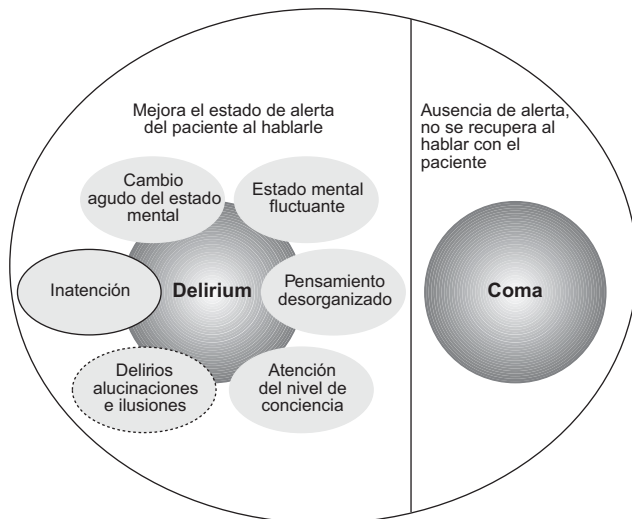 Mejora el estado de alerta
del paciente al hablarle
Ausencia de alerta,
no se recupera al
hablar con el
paciente
Cambio
agudo del estado
mental
Estado mental
fluctuante
Inatención
Delirium
Pensamiento
desorganizado
Coma
Delirios
alucinaciones
e ilusiones
Atención
del nivel de
conciencia